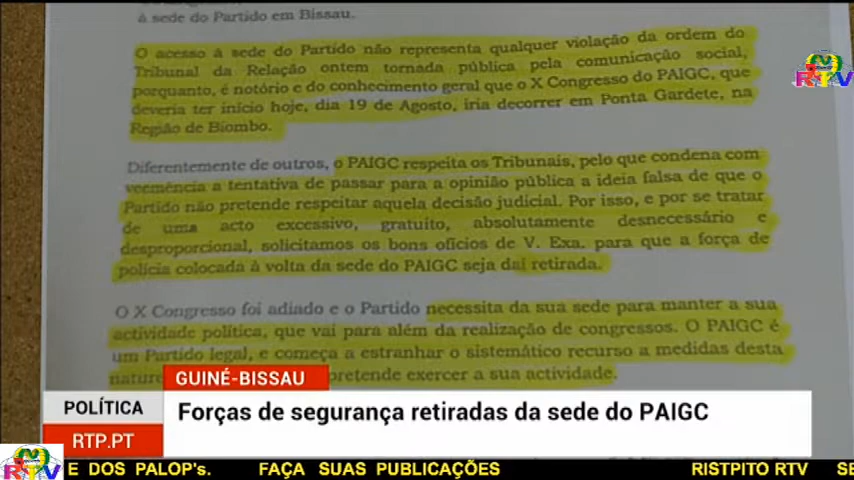 à sede do Partido em Bissau.
O acesso à sede do Partido não representa qualquer violação da ordem do
Tribunal da Relação ontem tornada pública pela comunicação social,
porquanto, é notório e do conhecimento geral que o X Congresso do PAIGC, que
deveria ter início hoje, dia 19 de Agosto, iria decorrer em Ponta Gardete, na
Região de Biombo.
Diferentemente de outros, o PAIGC respeita os Tribunais, pelo que condena com
veemência a tentativa de passar para a opinião pública a ideia falsa de que o
Partido não pretende respeitar aquela decisão judicial. Por isso, e por se tratar
de uma acto excessivo, gratuito, absolutamente desnecessário e
desproporcional, solicitamos os bons ofícios de V. Exa. para que a força de
polícia colocada à volta da sede do PAIGC seja daí retirada.
O X Congresso foi adiado e o Partido necessita da sua sede para manter a sua
actividade política, que vai para além da realização de congressos. O PAIGC é
um Partido legal, e começa a estranhar o sistemático recurso a medidas desta
pretende exercer a sua actividade.
RTV
GUINÉ-BISSAU
POLÍTICA
Forças de segurança retiradas da sede do PAIGC
RTP.PT
RTV
E DOS PALOP's. FAÇA SUAS PUBLICAÇÕES RISTPITO RTV SE